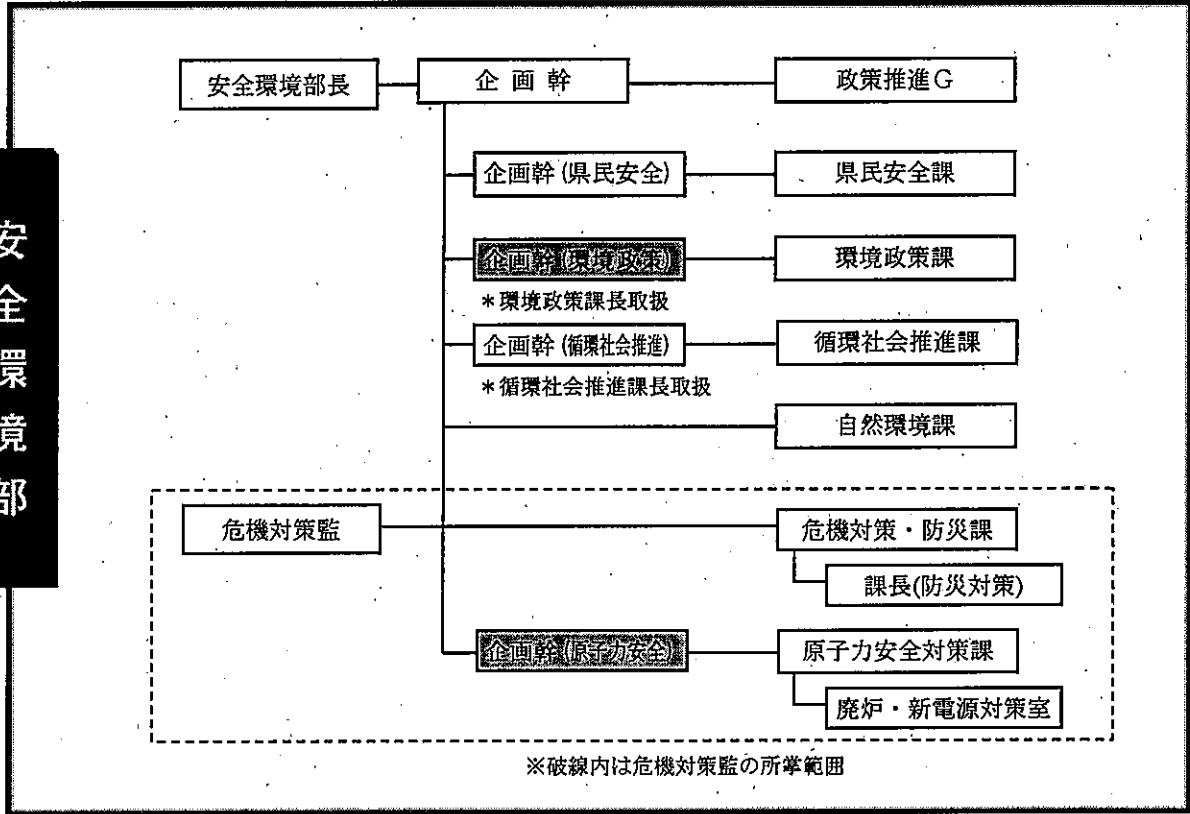 安全環境部
安全環境部長
企画幹
政策推進G
企画幹(県民安全)
県民安全課
企画幹(環境政策)
環境政策課
＊環境政策課長取扱
企画幹(循環社会推進)
循環社会推進課
＊循環社会推進課長取扱
自然環境課
危機対策監
危機対策・防災課
課長(防災対策)
企画幹(原子力安全)
原子力安全対策課
廃炉・新電源対策室
※破線内は危機対策監の所掌範囲